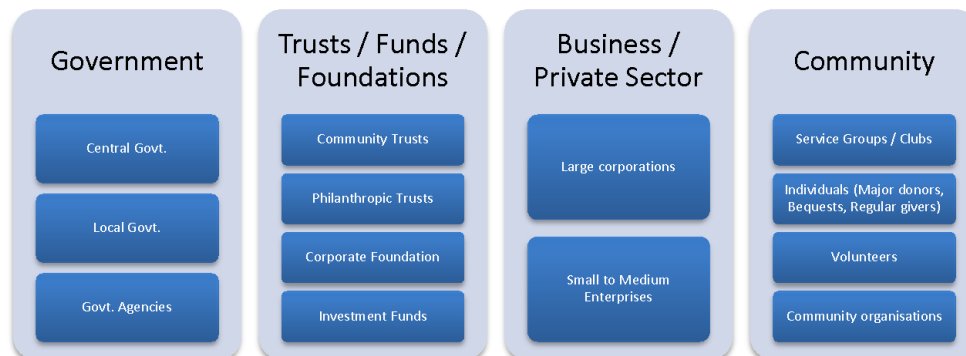 Government
Central Govt.
Local Govt.
Govt. Agencies
Trusts / Funds /
Foundations
Community Trusts
Philanthropic Trusts
Corporate Foundation
Investment Funds
Business /
Private Sector
Large corporations
Small to Medium
Enterprises
Community
Service Groups / Clubs
Individuals (Major donors,
Bequests, Regular givers)
Volunteers
Community organisations